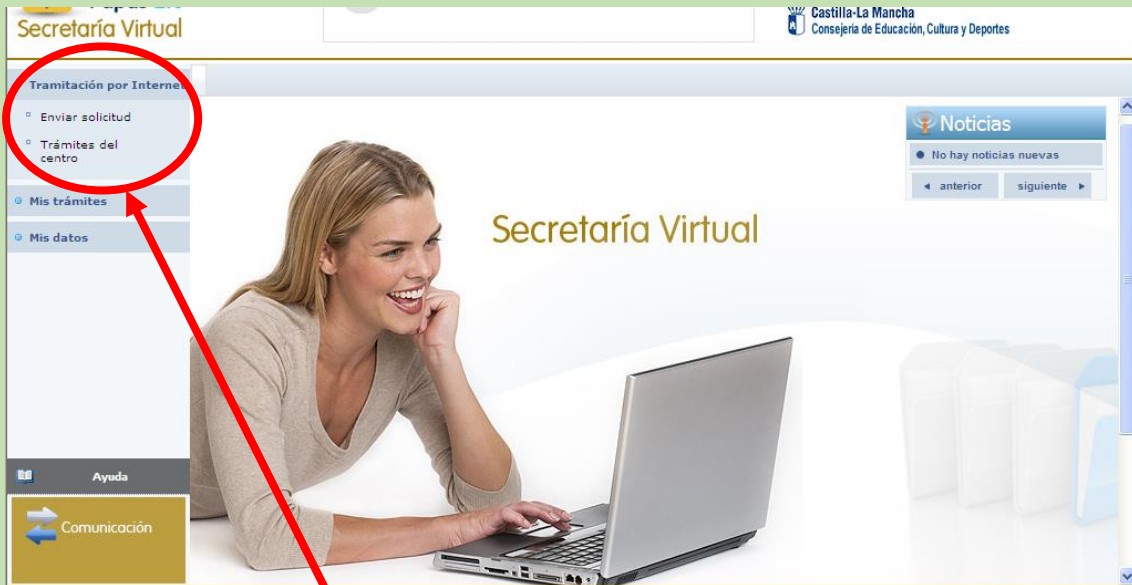 Secretaría Virtual
Castilla-La Mancha
Consejería de Educación, Cultura y Deportes
Tramitación por Internet
Enviar solicitud
Trámites del
centro
Mis trámites
Mis datos
Ayuda
Comunicación
Secretaría Virtual
Noticias
No hay noticias nuevas
anterior siguiente